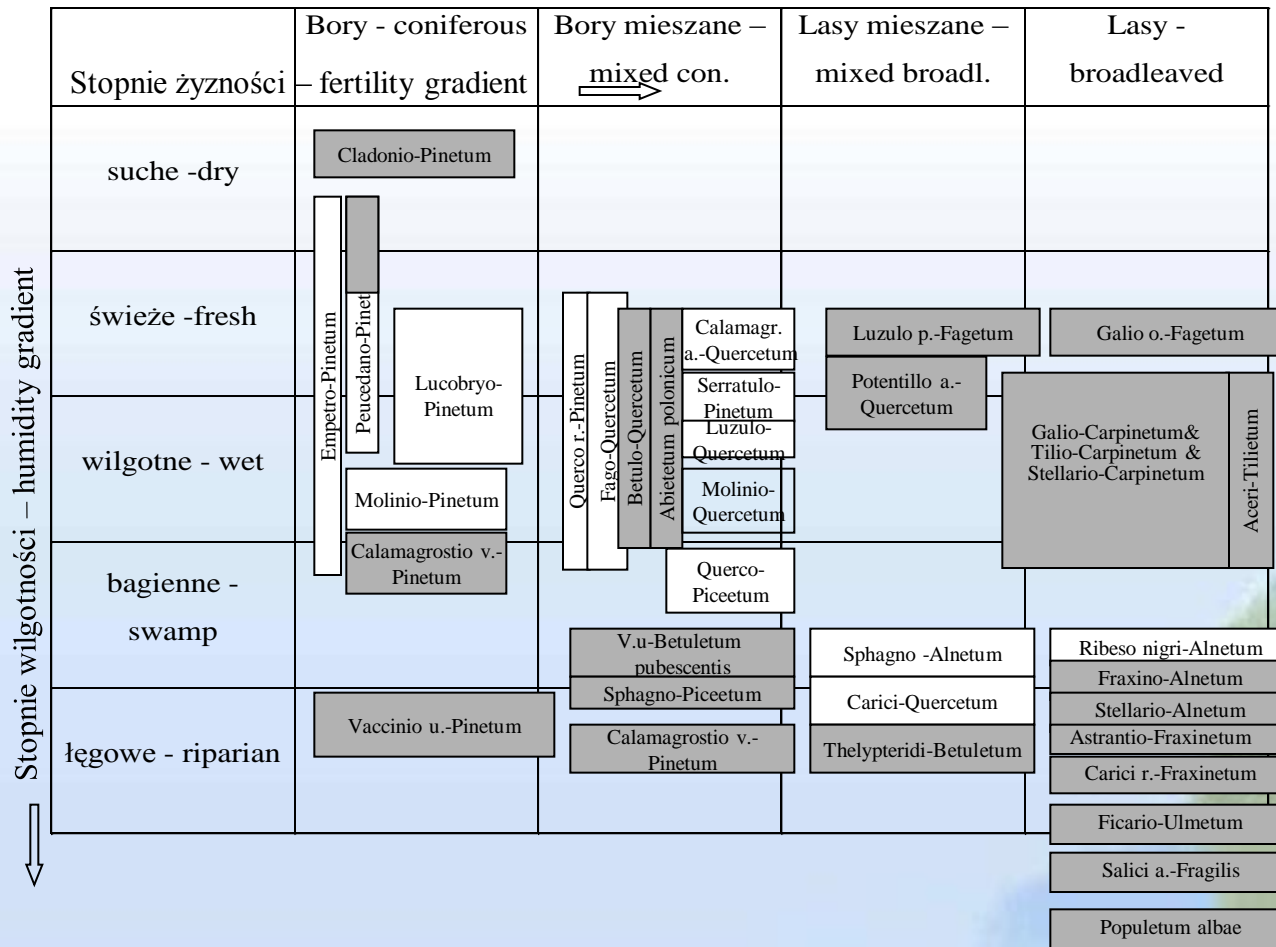 Bory - coniferous
Bory mieszane –
mixed con.
Lasy mieszane –
mixed broadl.
Lasy -
broadleaved
Stopnie żyzności – fertility gradient
Stopnie wilgotności – humidity gradient
suche -dry
świeże -fresh
wilgotne - wet
bagienne -
swamp
łęgowe - riparian
Cladonio-Pinetum
Empetro-Pinetum
Peucedano-Pinet
Lucobryo-
Pinetum
Molinio-Pinetum
Calamagrostio v.-
Pinetum
Vaccinio u.-Pinetum
Querco r.-Pinetum
Fago-Quercetum
Betulo-Quercetum
Abietetum polonicum
Calamagr.
a.-Quercetum
Serratulo-
Pinetum
Luzulo-
Quercetum
Molinio-
Quercetum
Querco-
Piceetum
V.u-Betuletum
pubescentis
Sphagno-Piceetum
Calamagrostio v.-
Pinetum
Luzulo p.-Fagetum
Potentillo a.-
Quercetum
Sphagno -Alnetum
Carici-Quercetum
Thelypteridi-Betuletum
Galio o.-Fagetum
Galio-Carpinetum&
Tilio-Carpinetum &
Stellario-Carpinetum
Aceri-Tilietum
Ribeso nigri-Alnetum
Fraxino-Alnetum
Stellario-Alnetum
Astrantio-Fraxinetum
Carici r.-Fraxinetum
Ficario-Ulmetum
Salici a.-Fragilis
Populetum albae